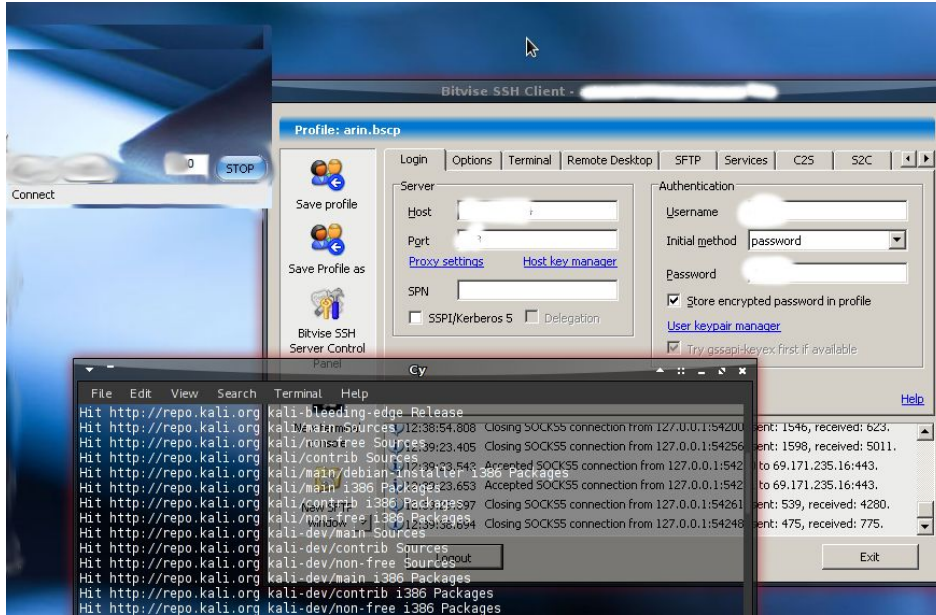 Bitvise SSH Client -
0
STOP
Connect
Profile: arin.bscp
Save profile
Save Profile as
Bitvise SSH
Server Control
Panel
Login Options Terminal Remote Desktop SFTP Services C2S S2C
Server
Host
Port
Proxy settings Host key manager
SPN
SSPI/Kerberos 5 Delegation
Authentication
Username
Initial method password
Password
Store encrypted password in profile
User keypair manager
Try gssapi-keyex first if available
Help
12:38:54.808 Closing SOCKS5 connection from 127.0.0.1:54200 sent: 1546, received: 623.
:39:23.405 Closing SOCKS5 connection from 127.0.0.1:54256 sent: 1598, received: 5011.
12:39:23.543 Accepted SOCKS5 connection from 127.0.0.1:542 to 69.171.235.16:443.
:23.653 Accepted SOCKS5 connection from 127.0.0.1:542 to 69.171.235.16:443.
Closing SOCKS5 connection from 127.0.0.1:54261 sent: 539, received: 4280.
Closing SOCKS5 connection from 127.0.0.1:54248 sent: 475, received: 775.
Logout
Exit
Cy
File Edit View Search Terminal Help
Hit http://repo.kali.org kali-bleeding-edge Release
Hit http://repo.kali.org kali/main Sources
Hit http://repo.kali.org kali/non-free Sources
Hit http://repo.kali.org kali/contrib Sources
Hit http://repo.kali.org kali/main/debian-installer i386 Packages
Hit http://repo.kali.org kali/main i386 Packages
Hit http://repo.kali.org kali/contrib i386 Packages
Hit http://repo.kali.org kali/non-free i386 Packages
Hit http://repo.kali.org kali-dev/main Sources
Hit http://repo.kali.org kali-dev/contrib Sources
Hit http://repo.kali.org kali-dev/non-free Sources
Hit http://repo.kali.org kali-dev/main i386 Packages
Hit http://repo.kali.org kali-dev/contrib i386 Packages
Hit http://repo.kali.org kali-dev/non-free i386 Packages